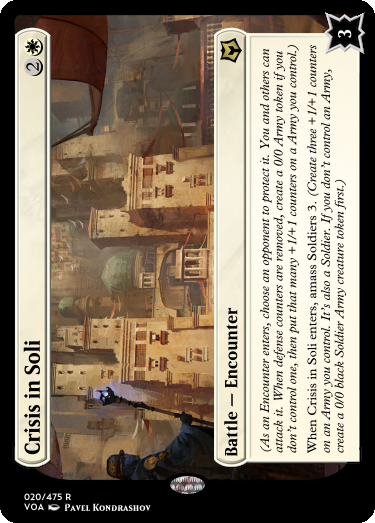 Crisis in Soli
2
Battle — Encounter
(As an Encounter enters, choose an opponent to protect it. You and others can
attack it. When defense counters are removed, create a 0/0 Army token if you
don't control one, then put that many +1/+1 counters on a Army you control.)
When Crisis in Soli enters, amass Soldiers 3. (Create three +1/+1 counters
on an Army you control. It's also a Soldier. If you don't control an Army,
create a 0/0 black Soldier Army creature token first.)
3
020/475 R
VOA PAVEL KONDRASHOV